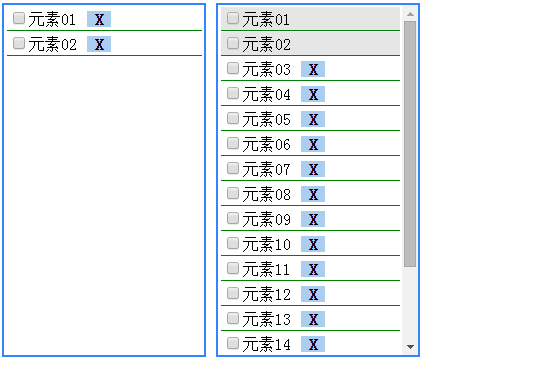 元素01 X
元素02 X
元素01
元素02
元素03 X
元素04 X
元素05 X
元素06 X
元素07 X
元素08 X
元素09 X
元素10 X
元素11 X
元素12 X
元素13 X
元素14 X